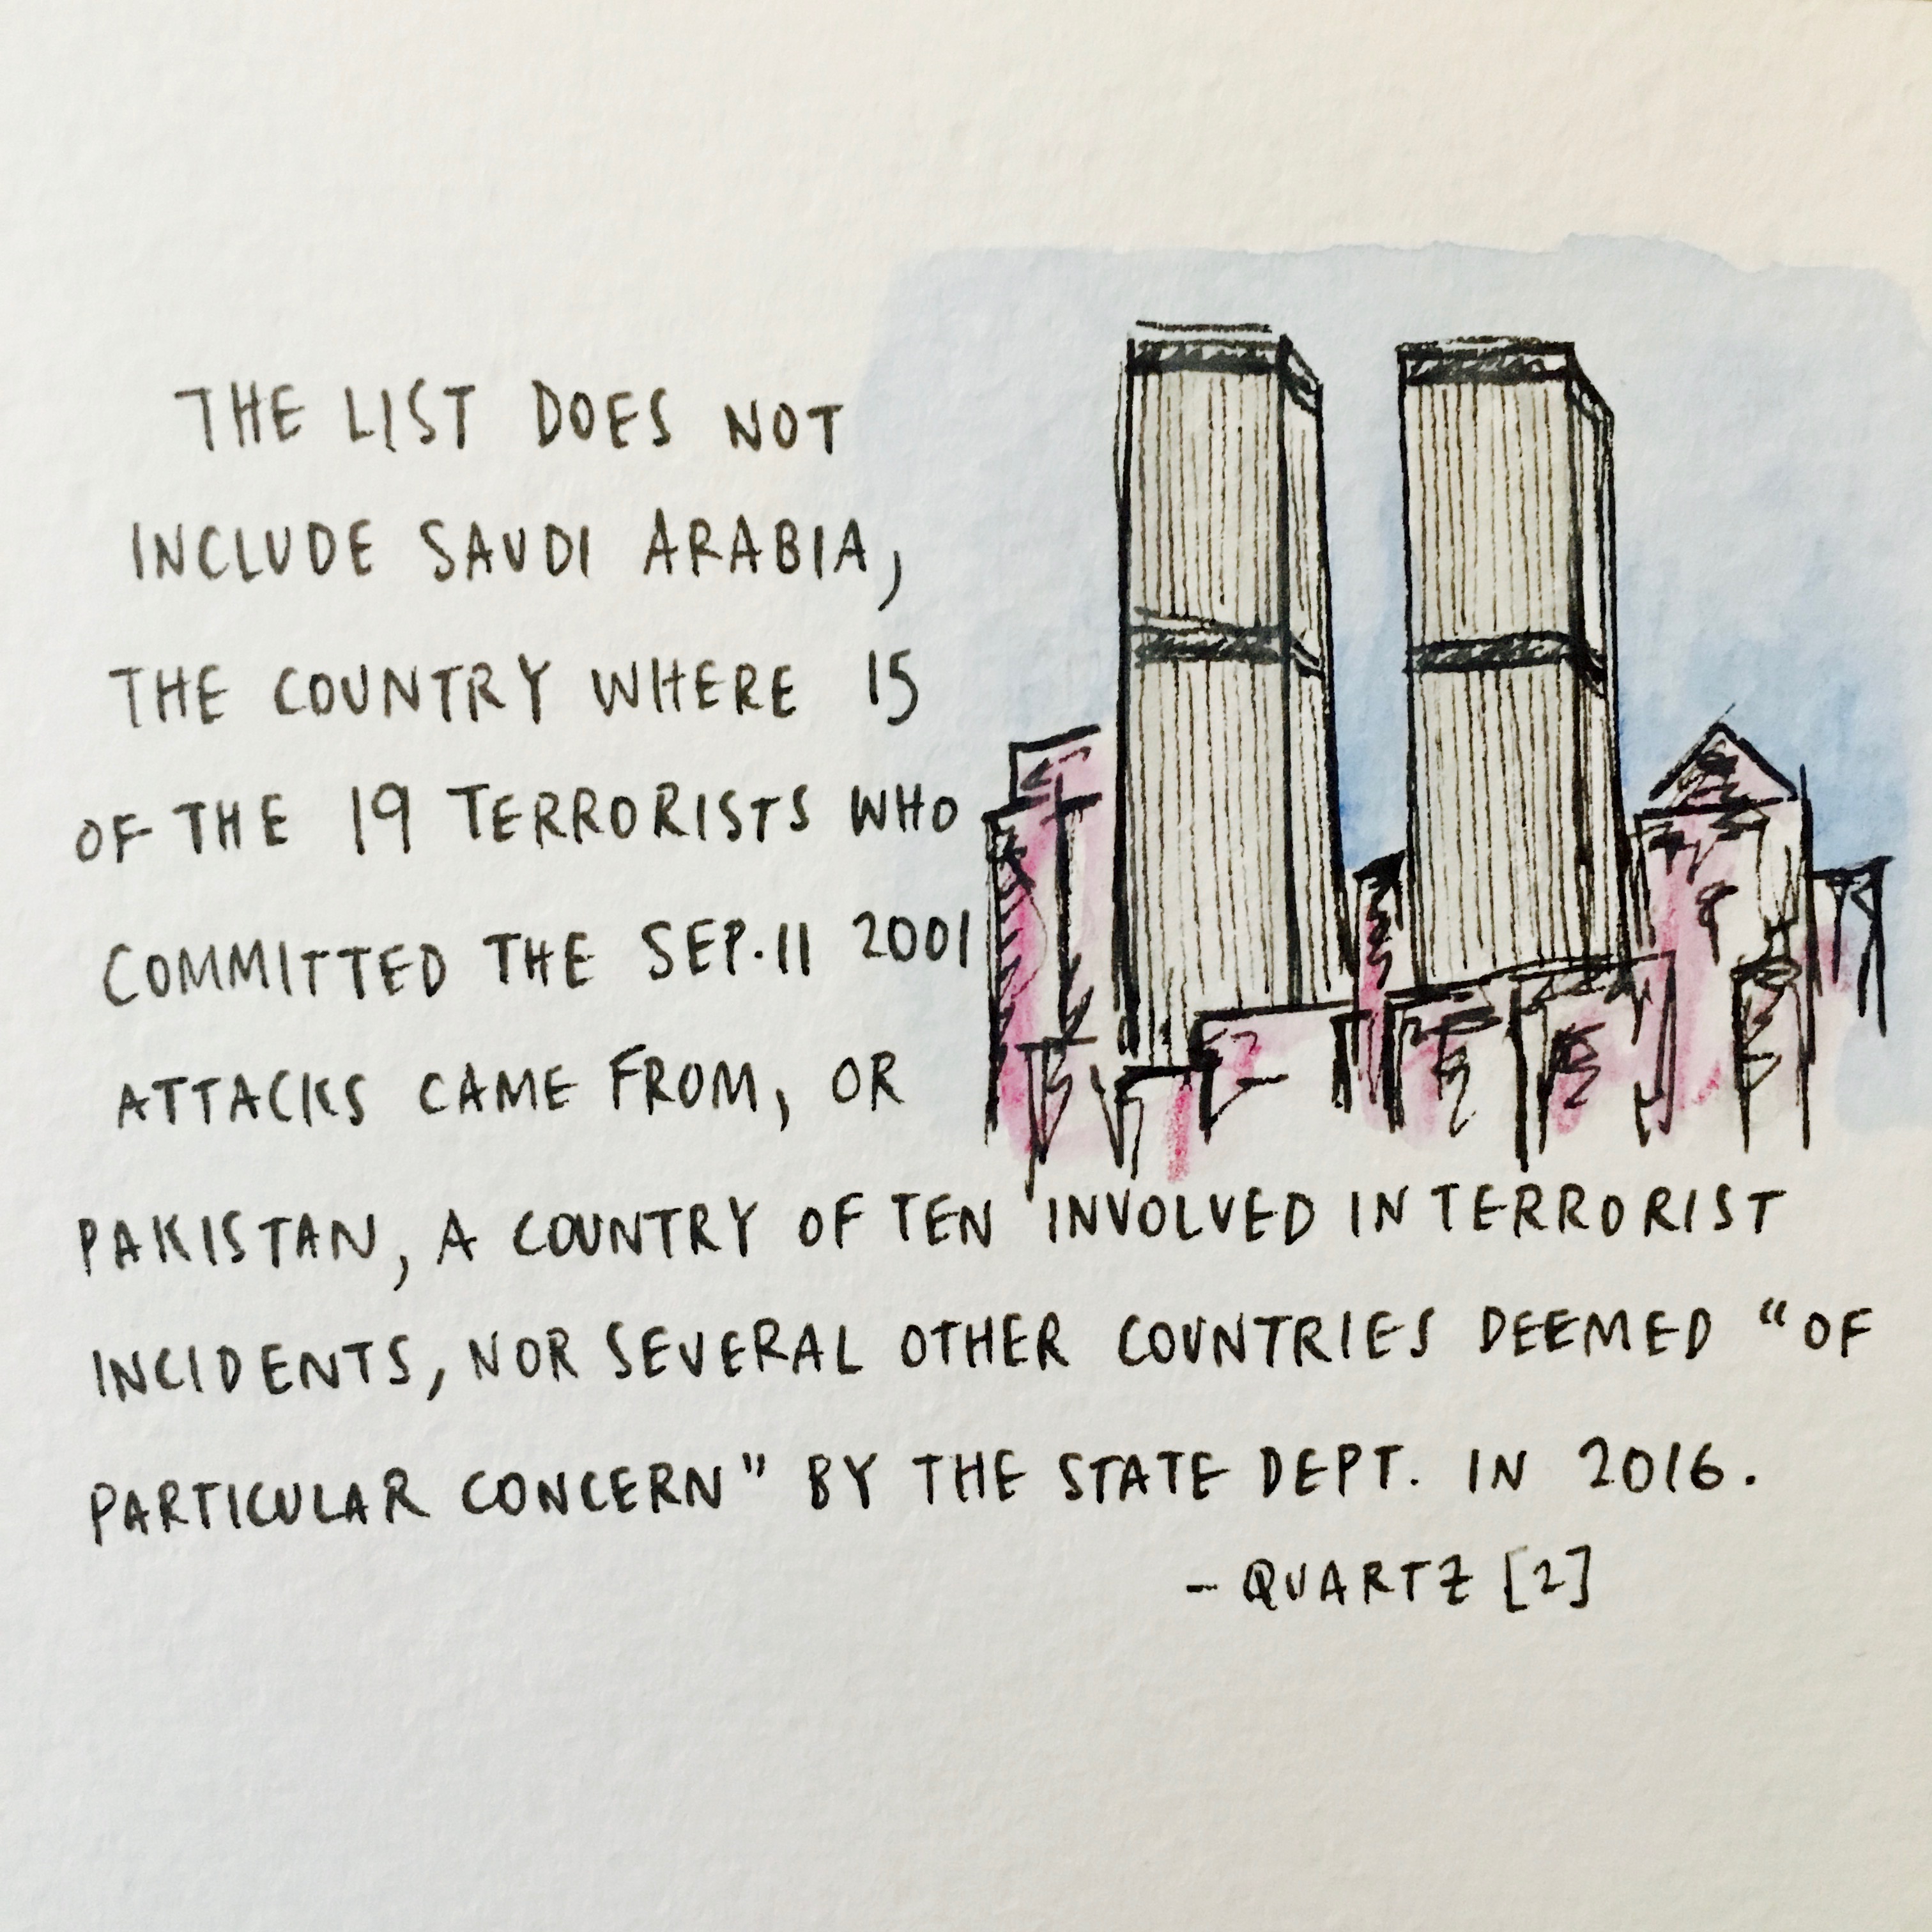 THE LIST DOES NOT
INCLUDE SAUDI ARABIA,
THE COUNTRY WHERE 15
OF THE 19 TERRORISTS WHO
COMMITTED THE SEP. 11 2001
ATTACKS CAME FROM, OR
PAKISTAN, A COUNTRY OFTEN INVOLVED IN TERRORIST
INCIDENTS, NOR SEVERAL OTHER COUNTRIES DEEMED “OF
PARTICULAR CONCERN” BY THE STATE DEPT. IN 2016.
– QUARTZ [2]